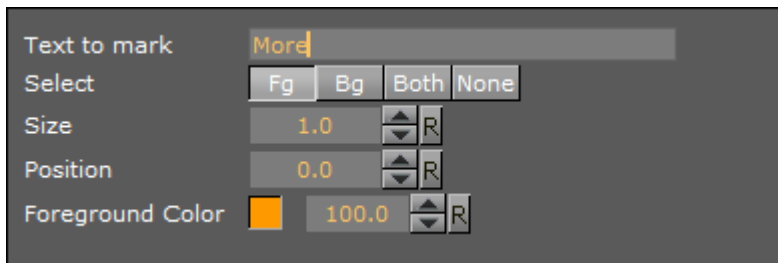 Text to mark More
Select Fg Bg Both None
Size 1.0 R
Position 0.0 R
Foreground Color 100.0 R